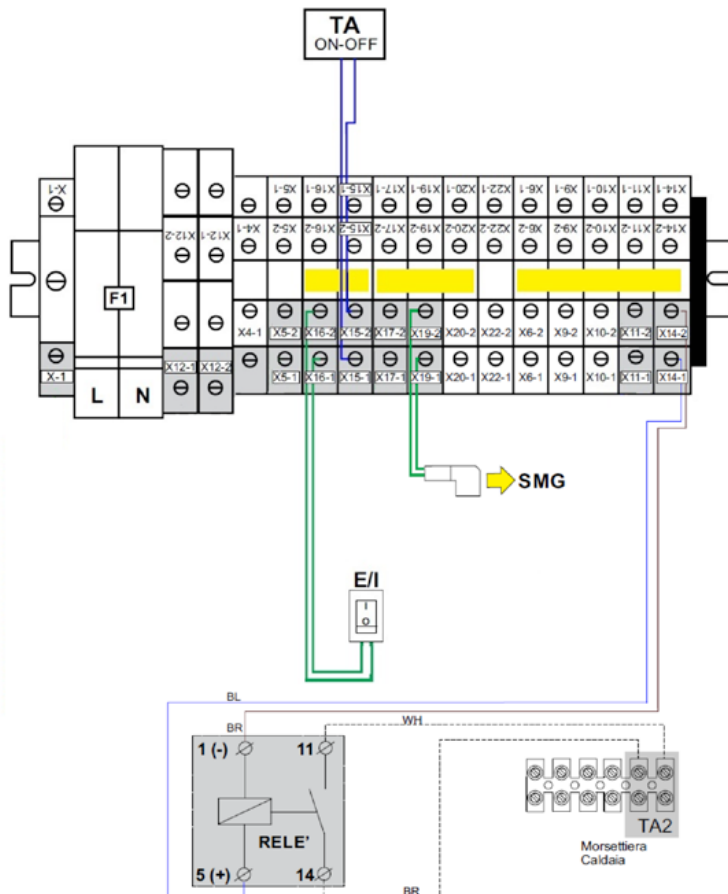 TA
ON-OFF
X-1 X5-1 X16-1 X15-1 X17-1 X19-1 X20-1 X22-1 X6-1 X9-1 X10-1 X11-1 X14-1
X12-2 X12-1 X4-1 X5-2 X16-2 X15-2 X17-2 X19-2 X20-2 X22-2 X6-2 X9-2 X10-2 X11-2 X14-2
F1
X4-1 X5-2 X16-2 X15-2 X17-2 X19-2 X20-2 X22-2 X6-2 X9-2 X10-2 X11-2 X14-2
X-1 X12-1 X12-2 X5-1 X16-1 X15-1 X17-1 X19-1 X20-1 X22-1 X6-1 X9-1 X10-1 X11-1 X14-1
L N
SMG
E/I
I
O
BL
BR
WH
1 (-) 11
RELE'
5 (+) 14
TA2
Morsettiera
Caldaia
BR